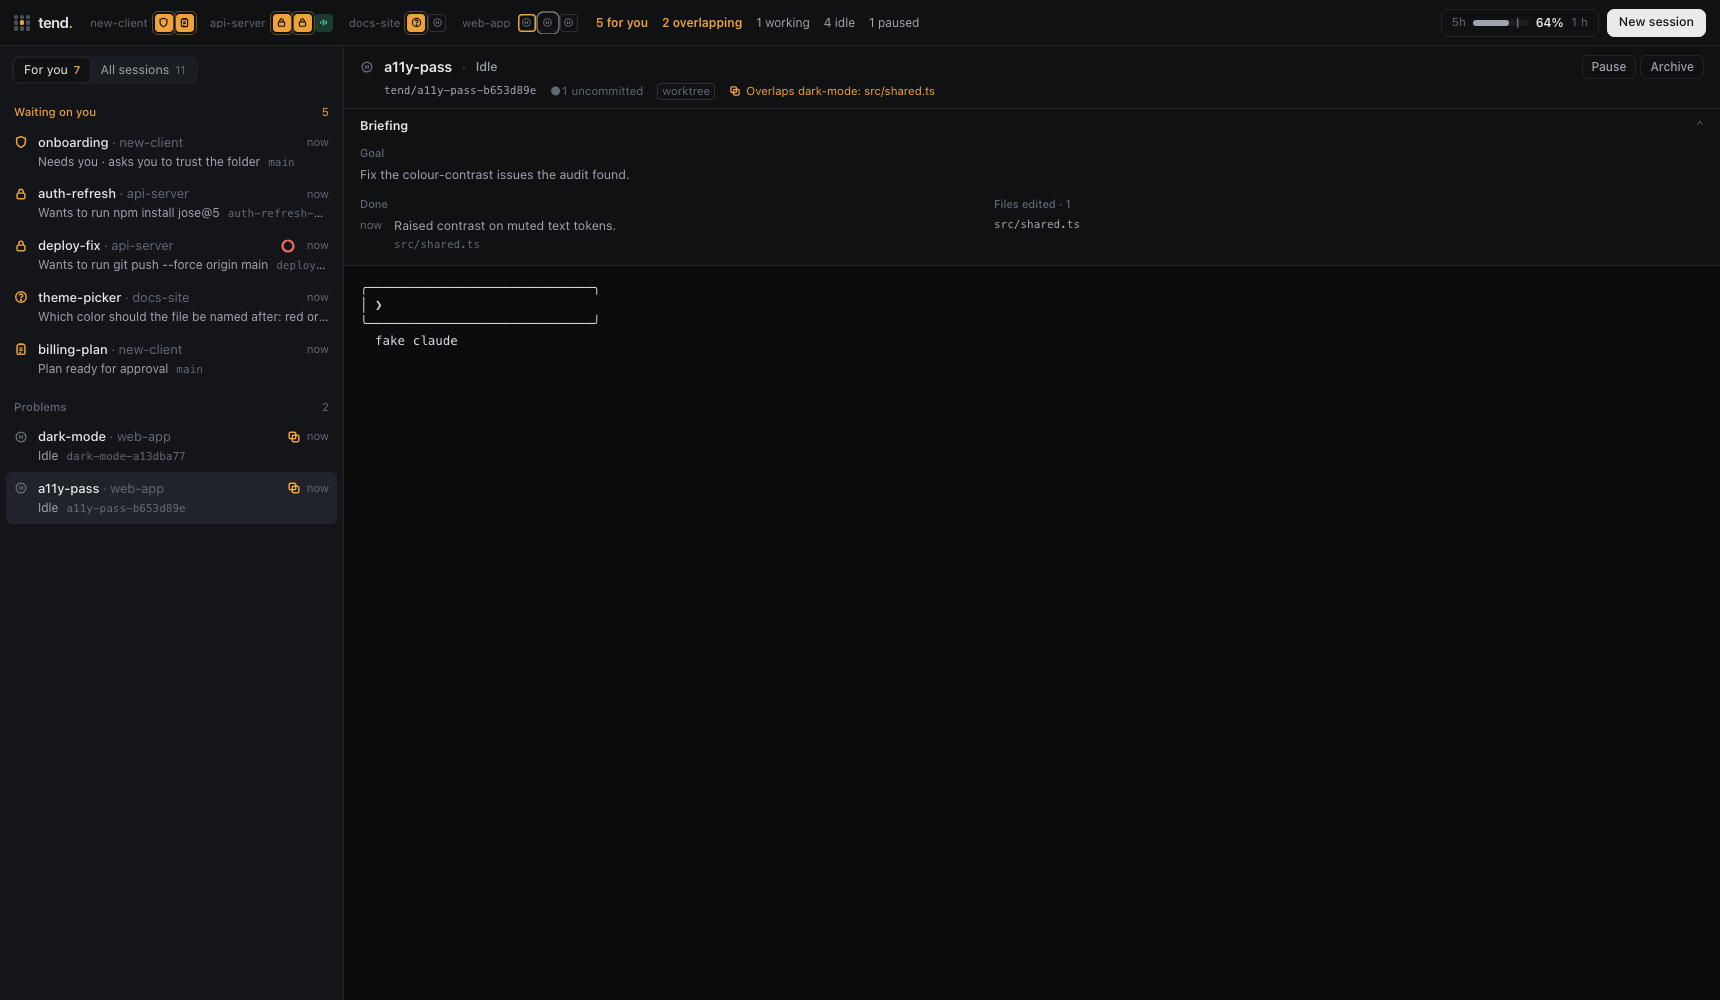 tend. new-client api-server docs-site web-app 5 for you 2 overlapping 1 working 4 idle 1 paused 5h 64% 1 h New session
For you 7 All sessions 11
Waiting on you 5
onboarding · new-client now
Needs you · asks you to trust the folder main
auth-refresh · api-server now
Wants to run npm install jose@5 auth-refresh-…
deploy-fix · api-server now
Wants to run git push --force origin main deploy…
theme-picker · docs-site now
Which color should the file be named after: red or…
billing-plan · new-client now
Plan ready for approval main
Problems 2
dark-mode · web-app now
Idle dark-mode-a13dba77
a11y-pass · web-app now
Idle a11y-pass-b653d89e
a11y-pass · Idle Pause Archive
tend/a11y-pass-b653d89e 1 uncommitted worktree Overlaps dark-mode: src/shared.ts
Briefing
Goal
Fix the colour-contrast issues the audit found.
Done
now Raised contrast on muted text tokens.
src/shared.ts
Files edited · 1
src/shared.ts
❯
fake claude